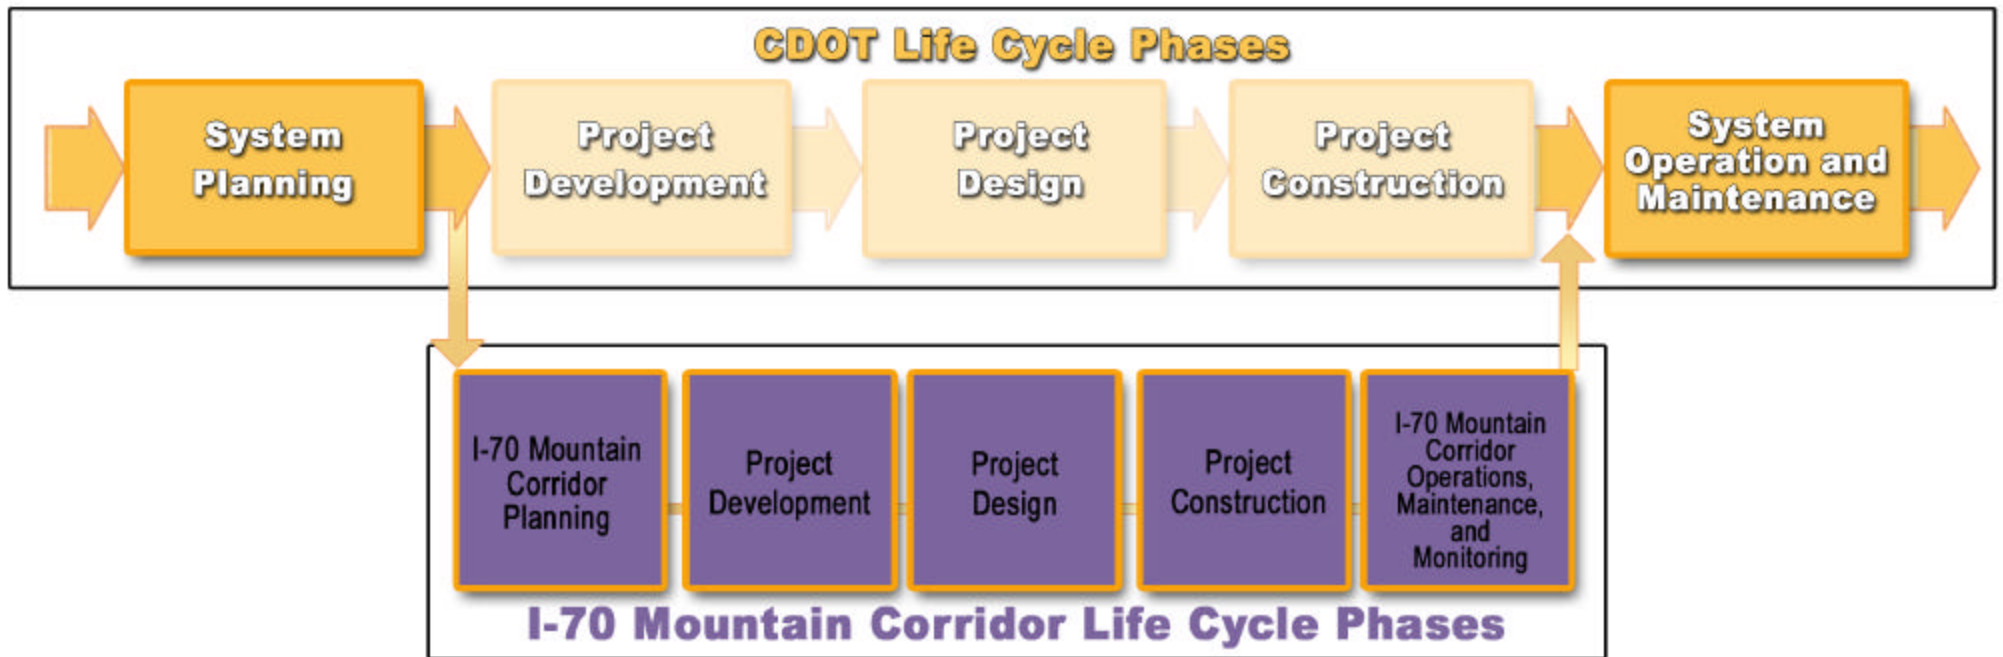 CDOT Life Cycle Phases
System
Planning
Project
Development
Project
Design
Project
Construction
System
Operation and
Maintenance
I-70 Mountain
Corridor
Planning
Project
Development
Project
Design
Project
Construction
I-70 Mountain
Corridor
Operations,
Maintenance,
and
Monitoring
I-70 Mountain Corridor Life Cycle Phases